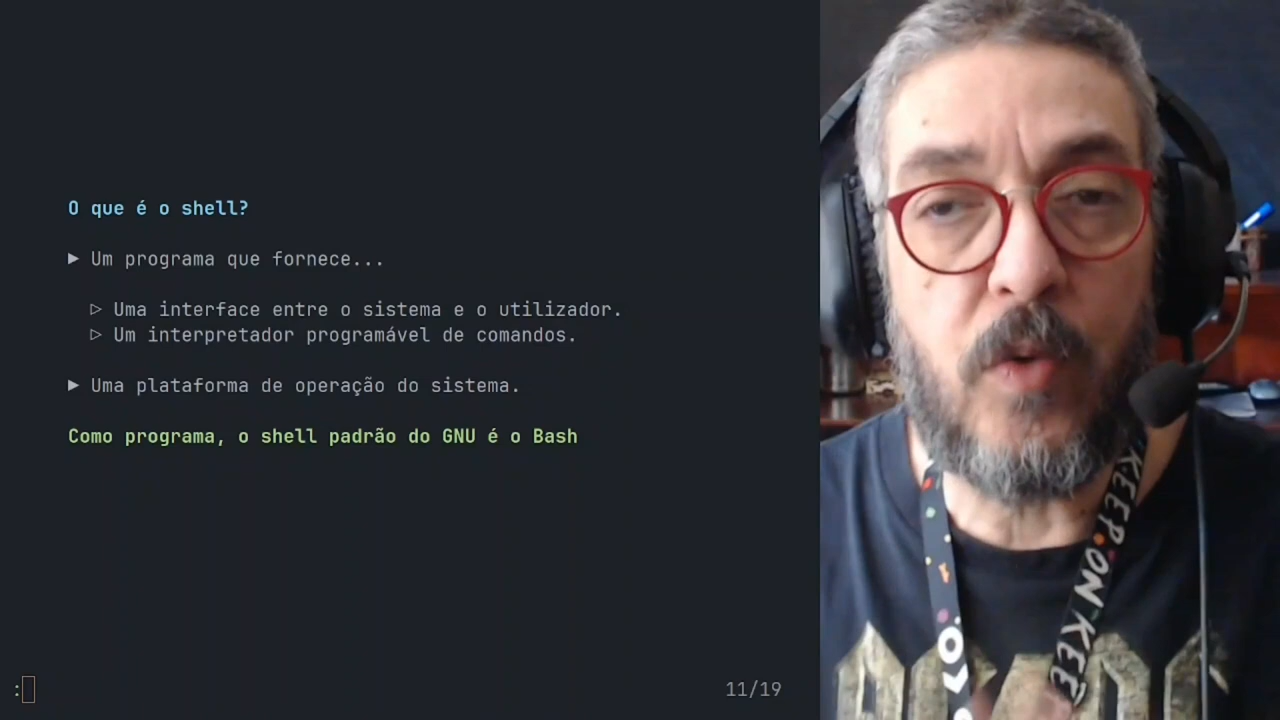 O que é o shell?
► Um programa que fornece...
▷ Uma interface entre o sistema e o utilizador.
▷ Um interpretador programável de comandos.
► Uma plataforma de operação do sistema.
Como programa, o shell padrão do GNU é o Bash
:
11/19
KEEP ON KEE